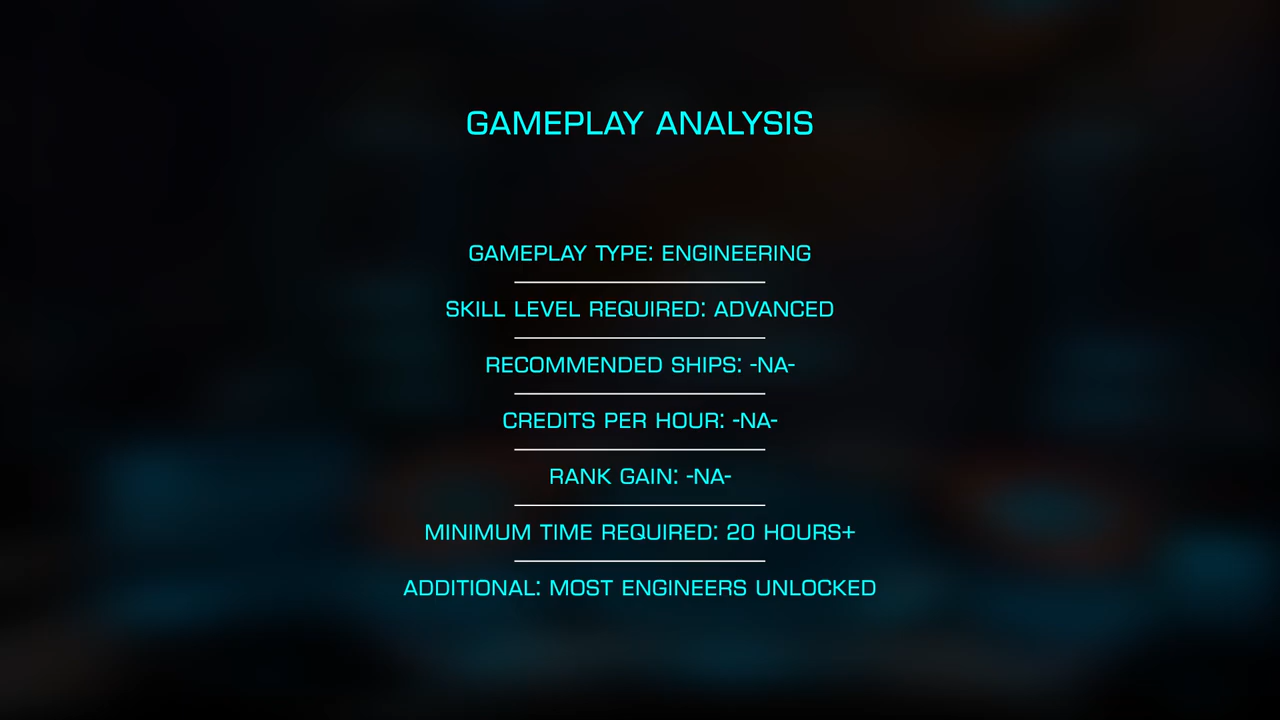 GAMEPLAY ANALYSIS
GAMEPLAY TYPE: ENGINEERING
SKILL LEVEL REQUIRED: ADVANCED
RECOMMENDED SHIPS: -NA-
CREDITS PER HOUR: -NA-
RANK GAIN: -NA-
MINIMUM TIME REQUIRED: 20 HOURS+
ADDITIONAL: MOST ENGINEERS UNLOCKED